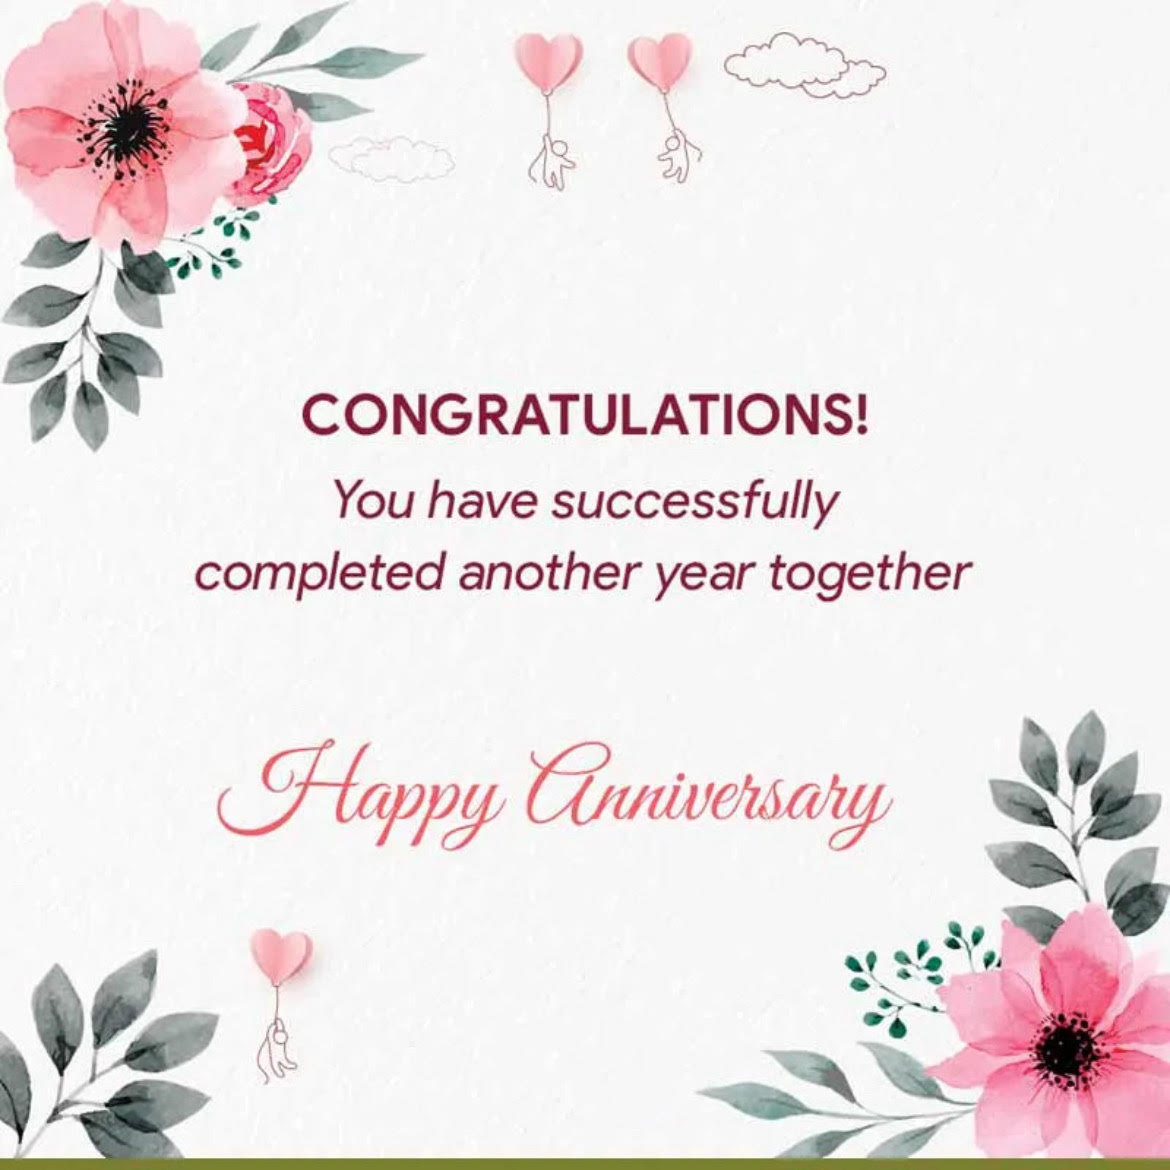 CONGRATULATIONS!
You have successfully
completed another year together
Happy Anniversary